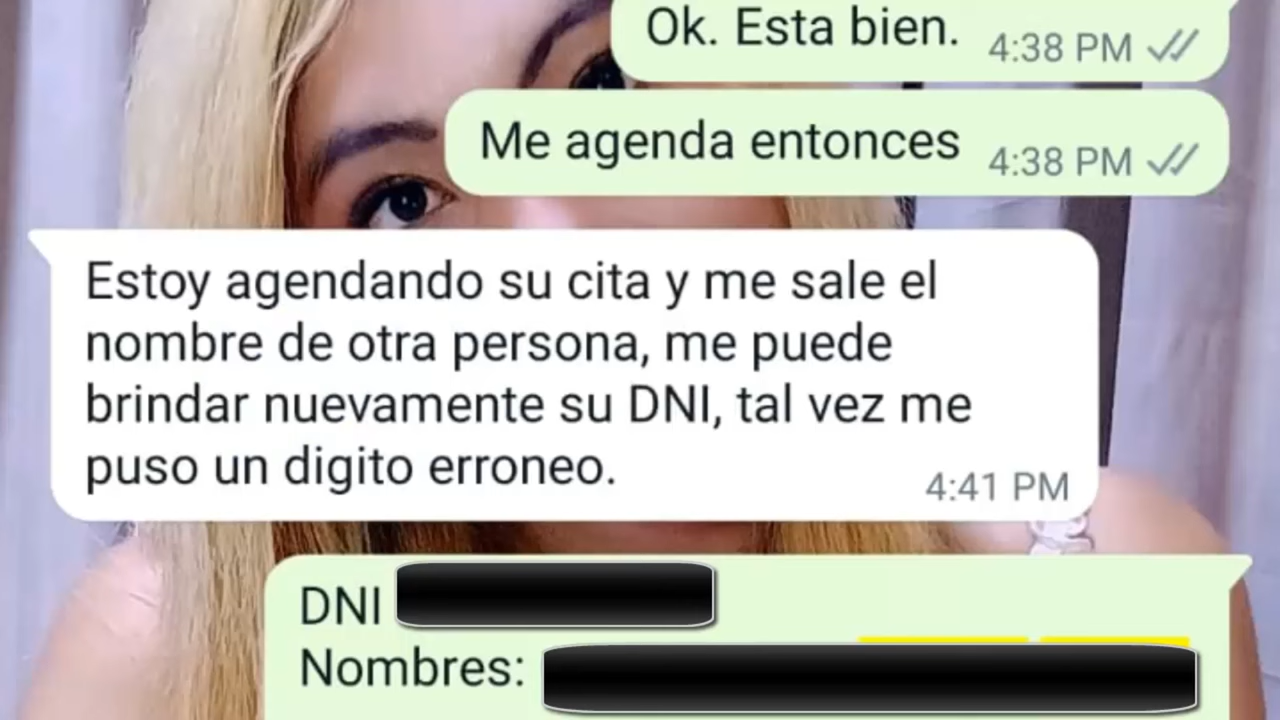 Ok. Esta bien. 4:38 PM
Me agenda entonces 4:38 PM
Estoy agendando su cita y me sale el
nombre de otra persona, me puede
brindar nuevamente su DNI, tal vez me
puso un digito erroneo.
4:41 PM
DNI
Nombres: